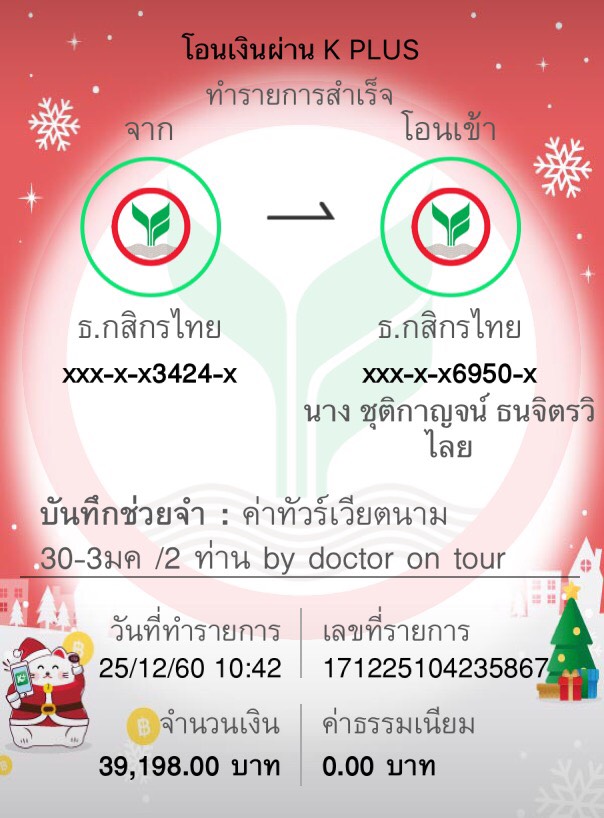 โอนเงินผ่าน K PLUS
ทำรายการสำเร็จ
จาก
โอนเข้า
ธ.กสิกรไทย
ธ.กสิกรไทย
xxx-x-x3424-x
xxx-x-x6950-x
นาง ชุติกาญจน์ ธนจิตรวิ
ไลย
บันทึกช่วยจำ : ค่าทัวร์เวียตนาม
30-3มค /2 ท่าน by doctor on tour
วันที่ทำรายการ
เลขที่รายการ
25/12/60 10:42
171225104235867
จำนวนเงิน
ค่าธรรมเนียม
39,198.00 บาท
0.00 บาท